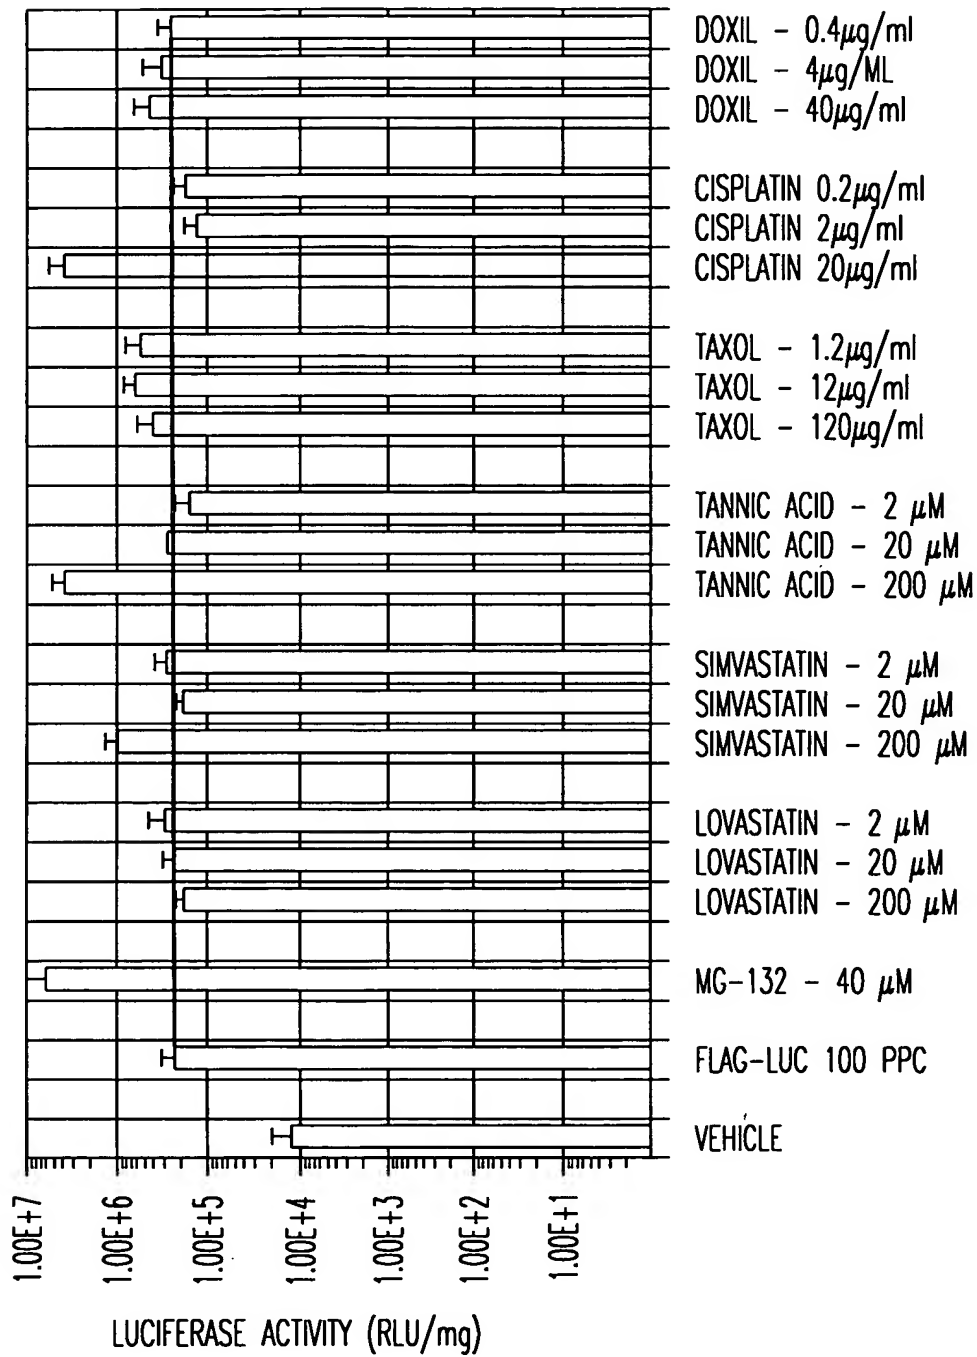 DOXIL - 0.4μg/ml
DOXIL - 4μg/ML
DOXIL - 40μg/ml
CISPLATIN 0.2μg/ml
CISPLATIN 2μg/ml
CISPLATIN 20μg/ml
TAXOL - 1.2μg/ml
TAXOL - 12μg/ml
TAXOL - 120μg/ml
TANNIC ACID - 2 μM
TANNIC ACID - 20 μM
TANNIC ACID - 200 μM
SIMVASTATIN - 2 μM
SIMVASTATIN - 20 μM
SIMVASTATIN - 200 μM
LOVASTATIN - 2 μM
LOVASTATIN - 20 μM
LOVASTATIN - 200 μM
MG-132 - 40 μM
FLAG-LUC 100 PPC
VEHICLE
1.00E+7
1.00E+6
1.00E+5
1.00E+4
1.00E+3
1.00E+2
1.00E+1
LUCIFERASE ACTIVITY (RLU/mg)